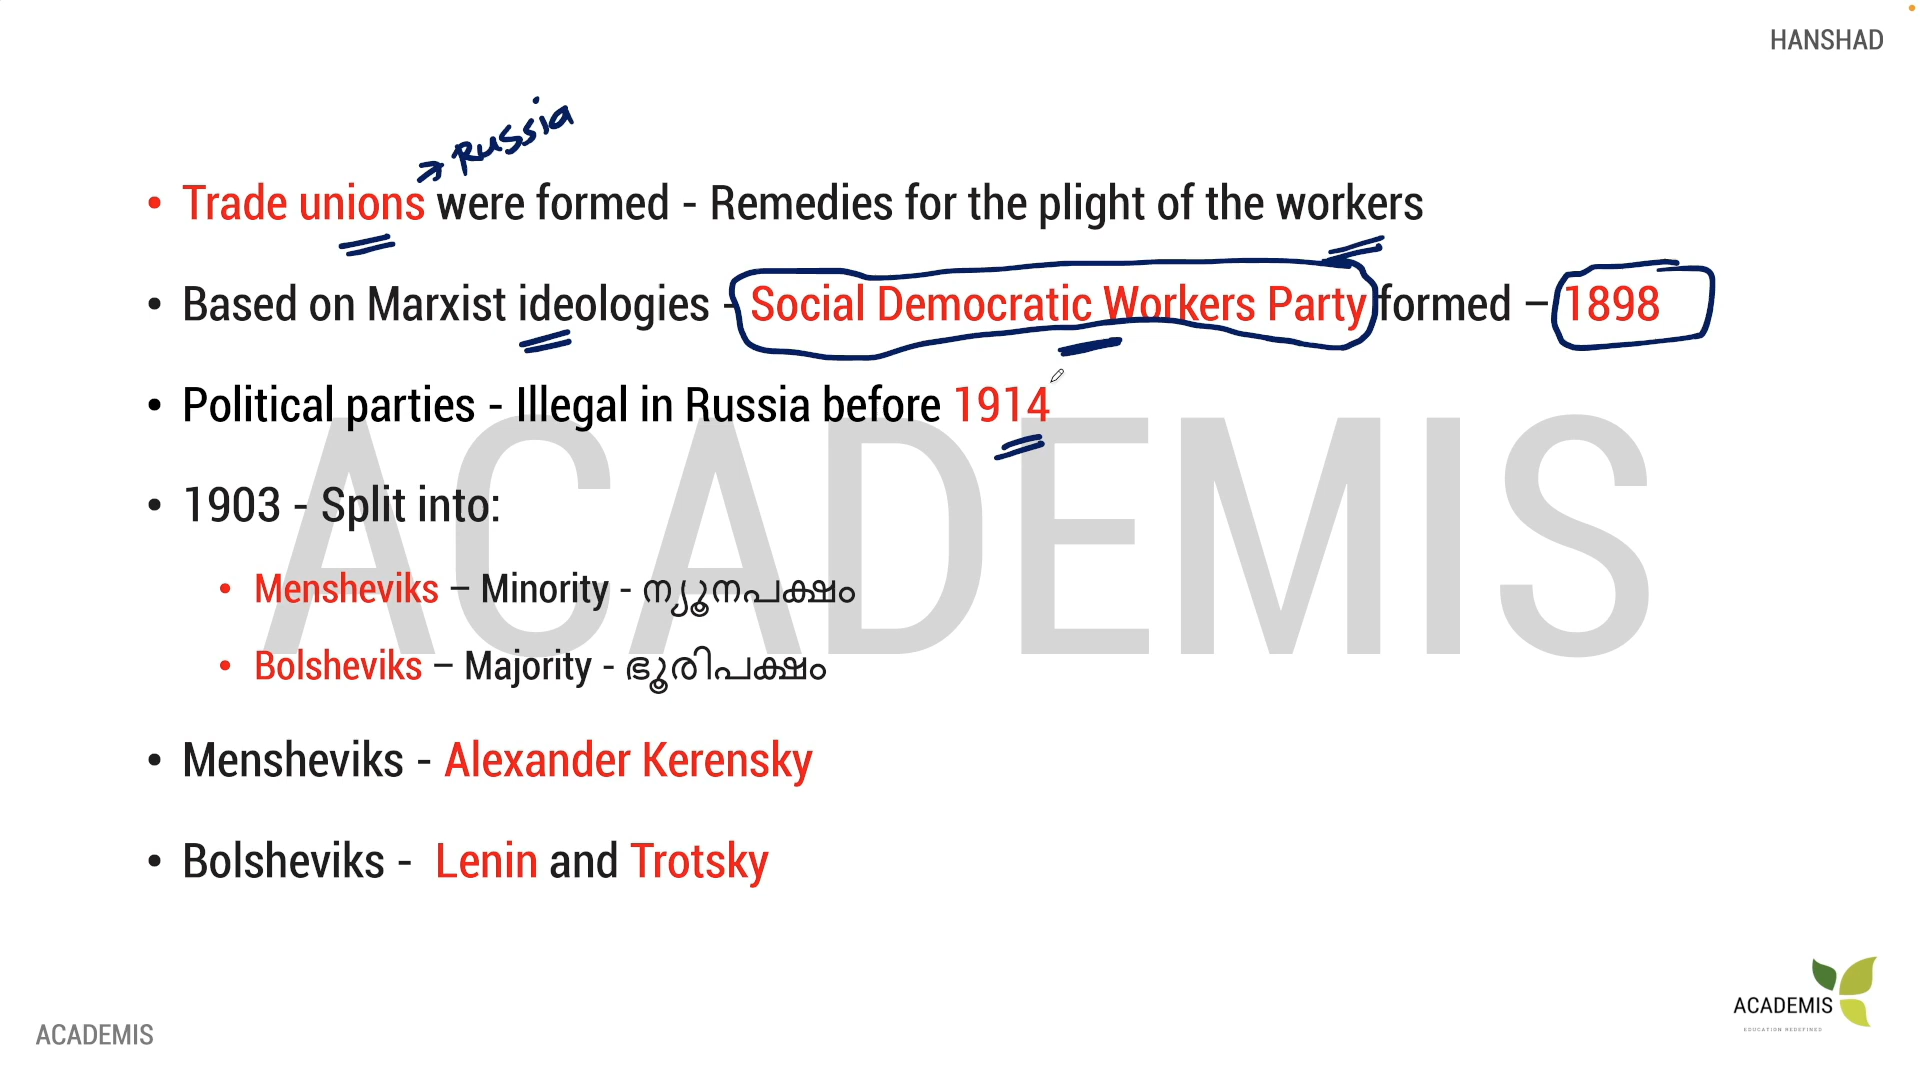 HANSHAD
→ Russia
• Trade unions were formed - Remedies for the plight of the workers
• Based on Marxist ideologies - Social Democratic Workers Party formed – 1898
• Political parties - Illegal in Russia before 1914
• 1903 - Split into:
• Mensheviks – Minority - ന്യൂനപക്ഷം
• Bolsheviks – Majority - ഭൂരിപക്ഷം
• Mensheviks - Alexander Kerensky
• Bolsheviks - Lenin and Trotsky
ACADEMIS
ACADEMIS
EDUCATION REDEFINED
ACADEMIS